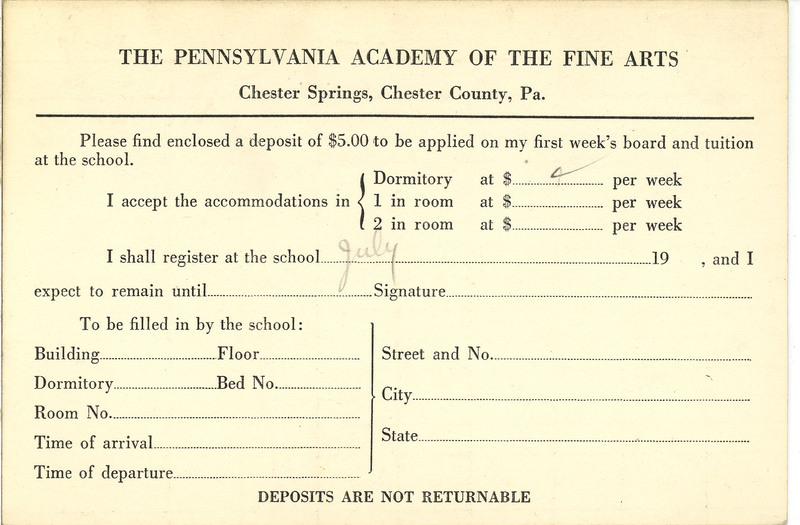 THE PENNSYLVANIA ACADEMY OF THE FINE ARTS
Chester Springs, Chester County, Pa.
Please find enclosed a deposit of $5.00 to be applied on my first week's board and tuition
at the school.
I accept the accommodations in { Dormitory at $ per week
1 in room at $ per week
2 in room at $ per week
I shall register at the school July 19 , and I
expect to remain until Signature
To be filled in by the school:
Building Floor
Dormitory Bed No.
Room No.
Time of arrival
Time of departure
Street and No.
City
State
DEPOSITS ARE NOT RETURNABLE